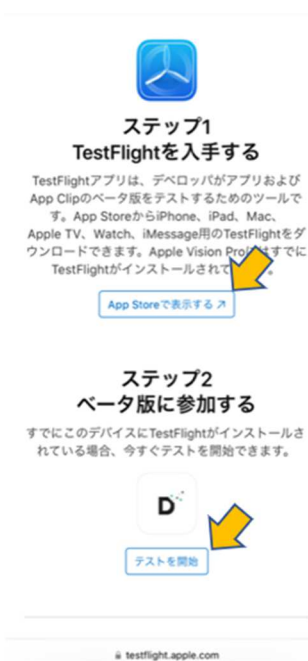 ステップ1
TestFlightを入手する
TestFlightアプリは、デベロッパがアプリおよび
App Clipのベータ版をテストするためのツールで
す。App StoreからiPhone、iPad、Mac、
Apple TV、Watch、iMessage用のTestFlightをダ
ウンロードできます。Apple Vision Pro すでに
TestFlightがインストールされて 。
App Storeで表示する ↗
ステップ2
ベータ版に参加する
すでにこのデバイスにTestFlightがインストールさ
れている場合、今すぐテストを開始できます。
D
テストを開始
testflight.apple.com